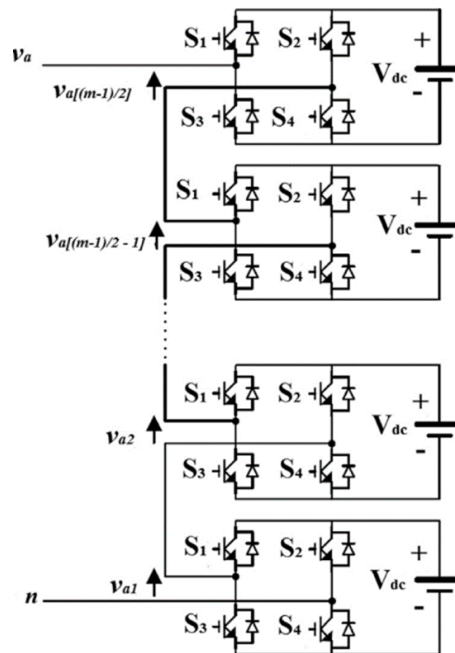 S1 S2 +
va
Vdc
va[(m-1)/2]
-
S3 S4
S1 S2 +
va[(m-1)/2 - 1]
Vdc
S3 S4 -
S1 S2 +
va2
Vdc
S3 S4 -
S1 S2 +
va1
Vdc
n
-
S3 S4